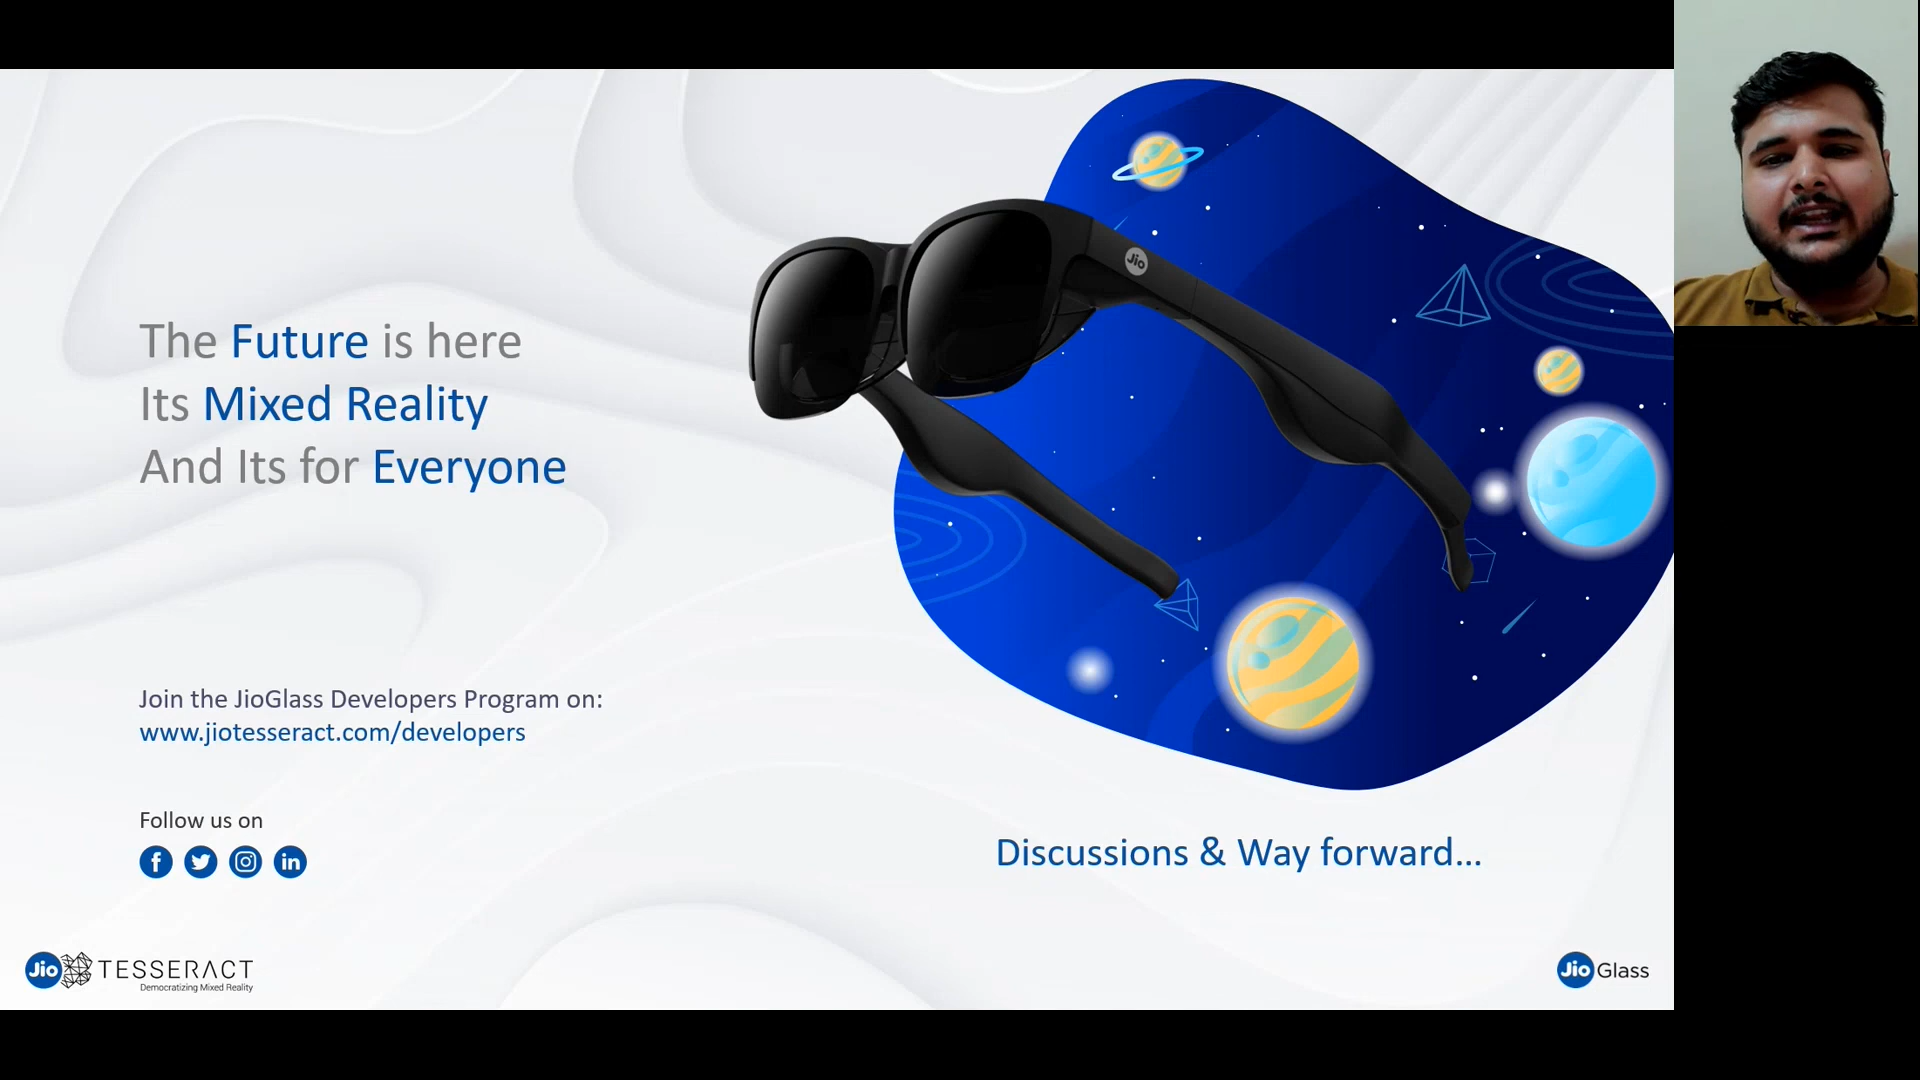 The Future is here
Its Mixed Reality
And Its for Everyone
Jio
Join the JioGlass Developers Program on:
www.jiotesseract.com/developers
Follow us on
Discussions & Way forward...
Jio TESSERACT
Democratizing Mixed Reality
Jio Glass